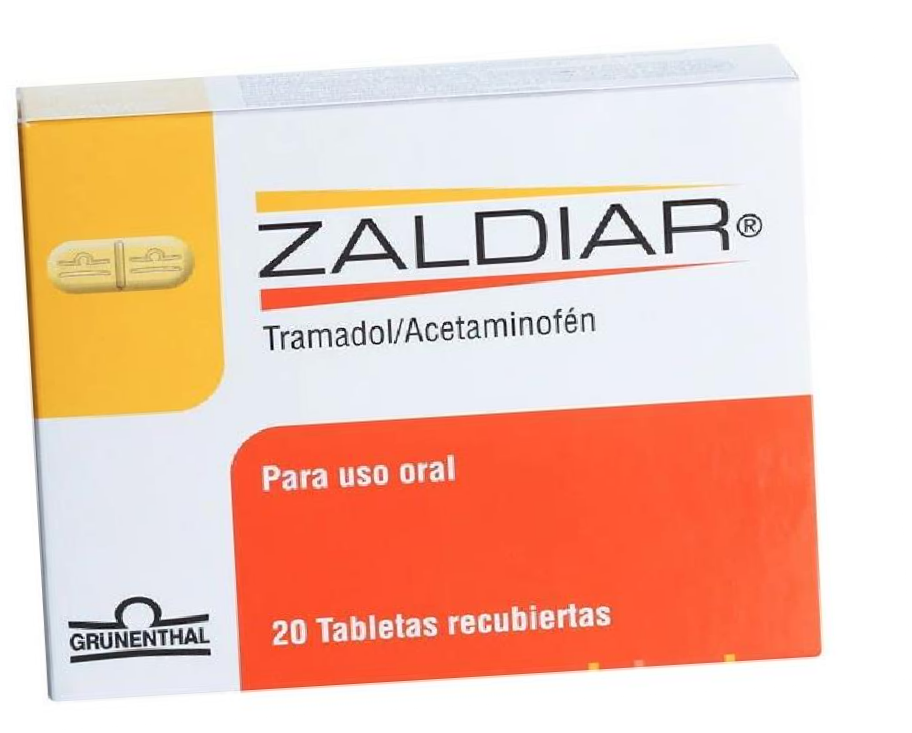 ZALDIAR®
Tramadol/Acetaminofén
Para uso oral
20 Tabletas recubiertas
GRUNENTHAL